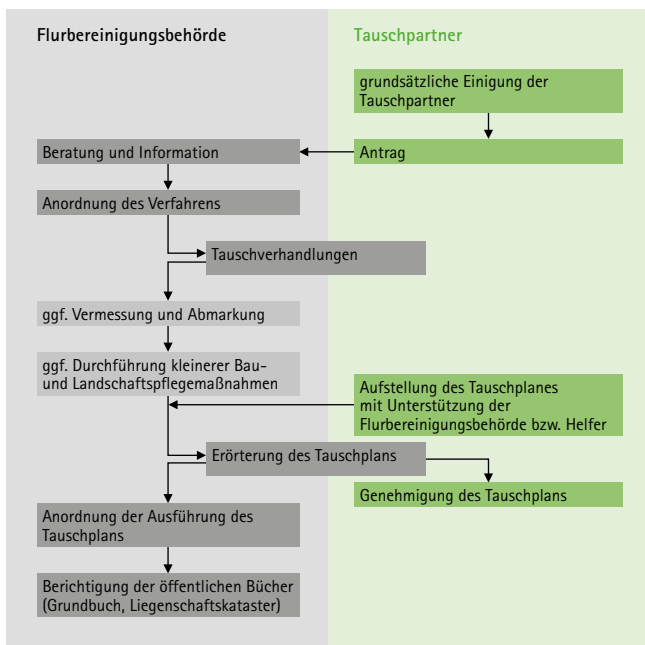 Flurbereinigungsbehörde
Tauschpartner
grundsätzliche Einigung der
Tauschpartner
Beratung und Information
Antrag
Anordnung des Verfahrens
Tauschverhandlungen
ggf. Vermessung und Abmarkung
ggf. Durchführung kleinerer Bau-
und Landschaftspflegemaßnahmen
Aufstellung des Tauschplanes
mit Unterstützung der
Flurbereinigungsbehörde bzw. Helfer
Erörterung des Tauschplans
Genehmigung des Tauschplans
Anordnung der Ausführung des
Tauschplans
Berichtigung der öffentlichen Bücher
(Grundbuch, Liegenschaftskataster)